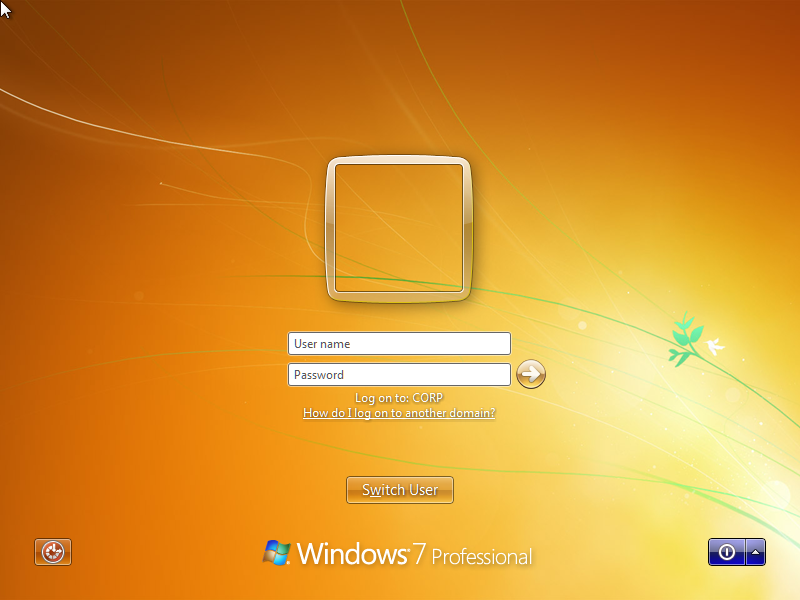 User name
Password
Log on to: CORP
How do I log on to another domain?
Switch User
Windows 7 Professional